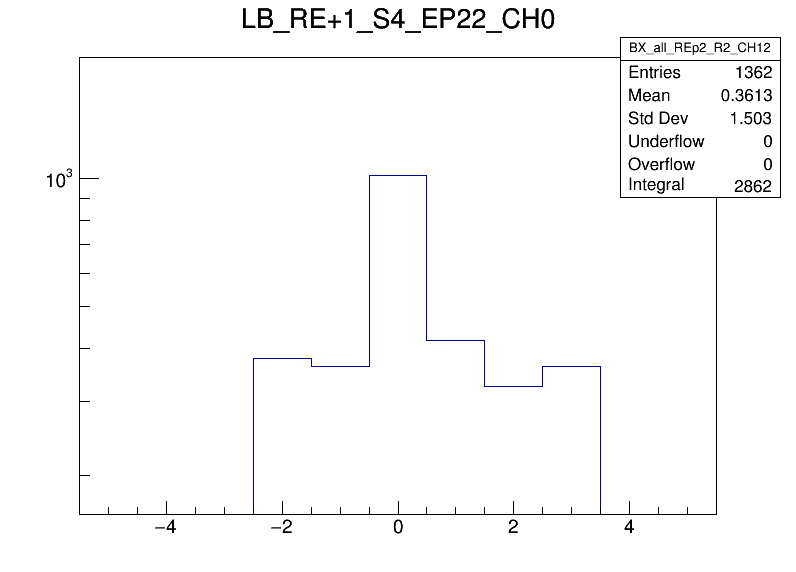 LB_RE+1_S4_EP22_CH0
BX_all_REp2_R2_CH12
Entries 1362
Mean 0.3613
Std Dev 1.503
Underflow 0
Overflow 0
Integral 2862
10³
−4 −2 0 2 4